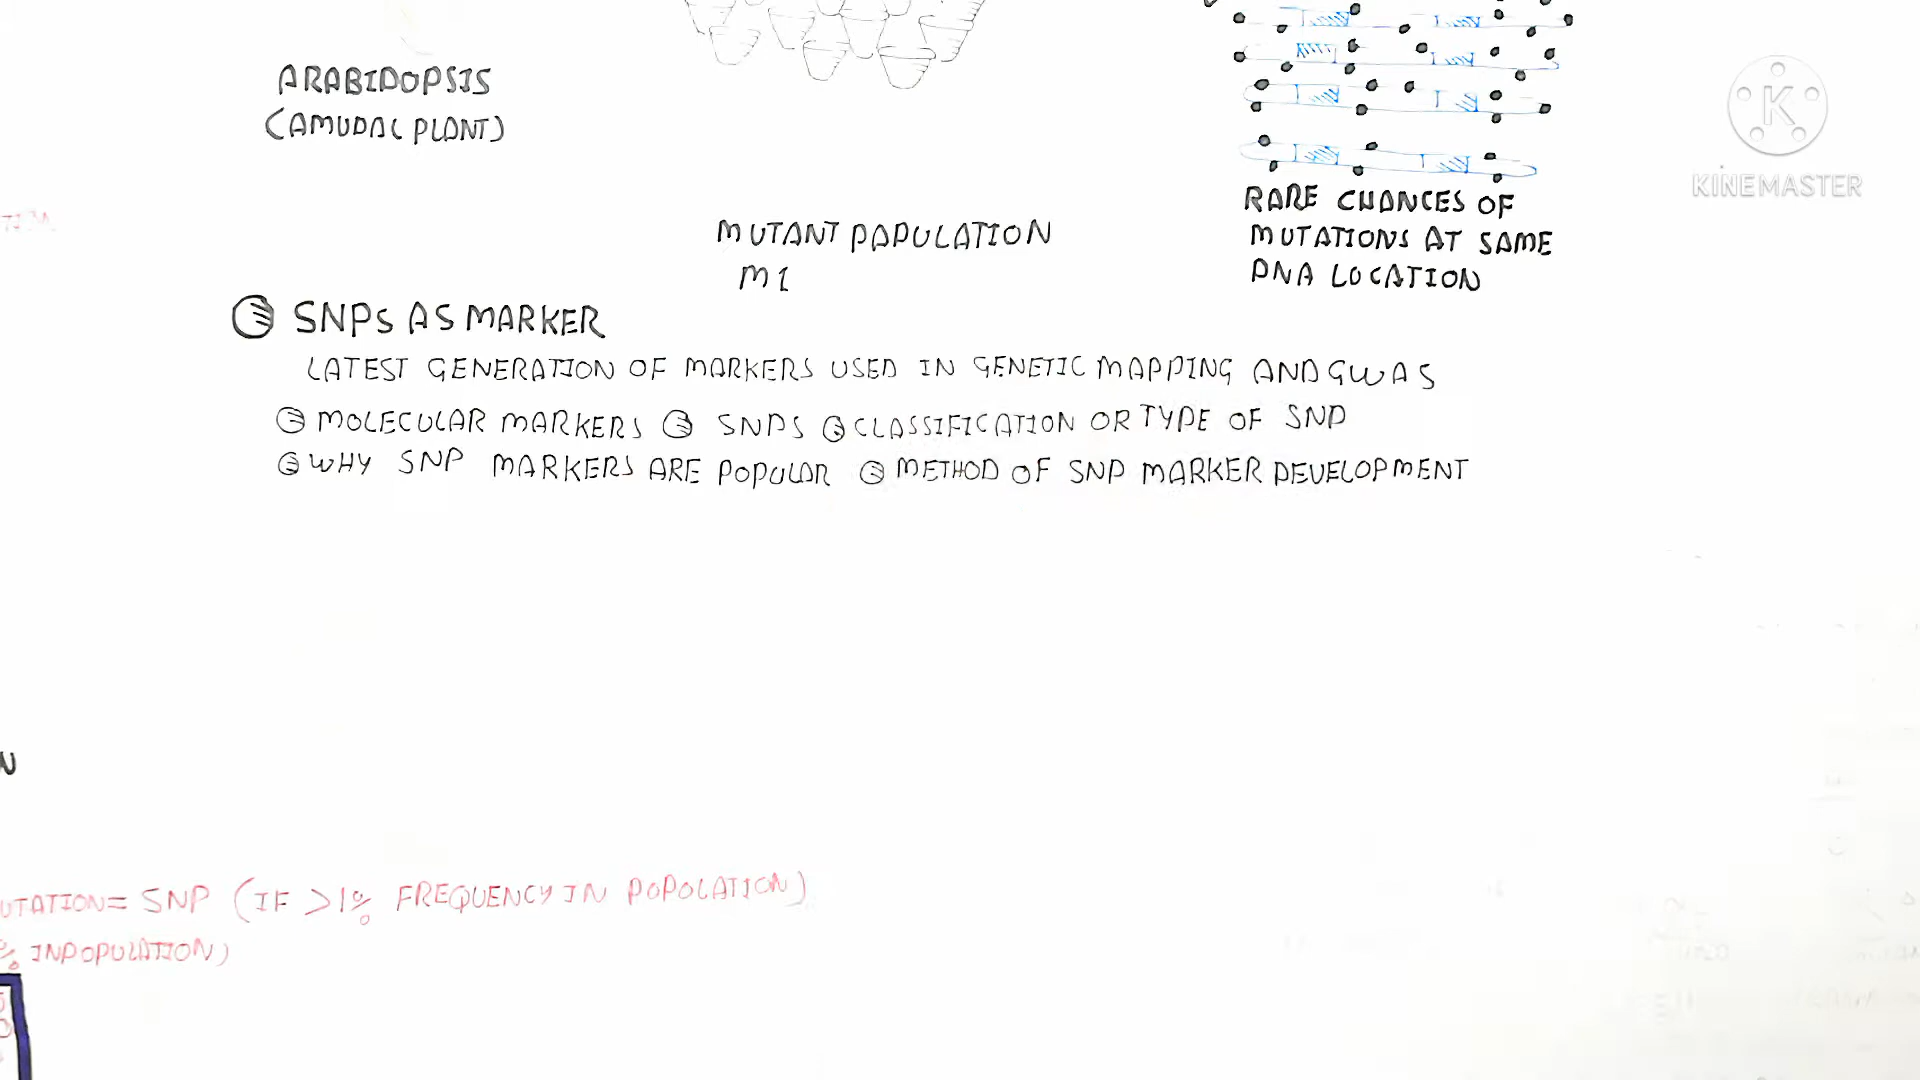 ARABIDOPSIS
(AMUDAL PLANT)
KINEMASTER
RARE CHANCES OF
MUTATIONS AT SAME
DNA LOCATION
MUTANT POPULATION
M1
SNPS AS MARKER
LATEST GENERATION OF MARKERS USED IN GENETIC MAPPING AND GWAS
MOLECULAR MARKERS SNPS CLASSIFICATION OR TYPE OF SNP
WHY SNP MARKERS ARE POPULAR METHOD OF SNP MARKER DEVELOPMENT
N
UTATION= SNP (IF >1% FREQUENCY IN POPOLATION)
% IN POPULATION)